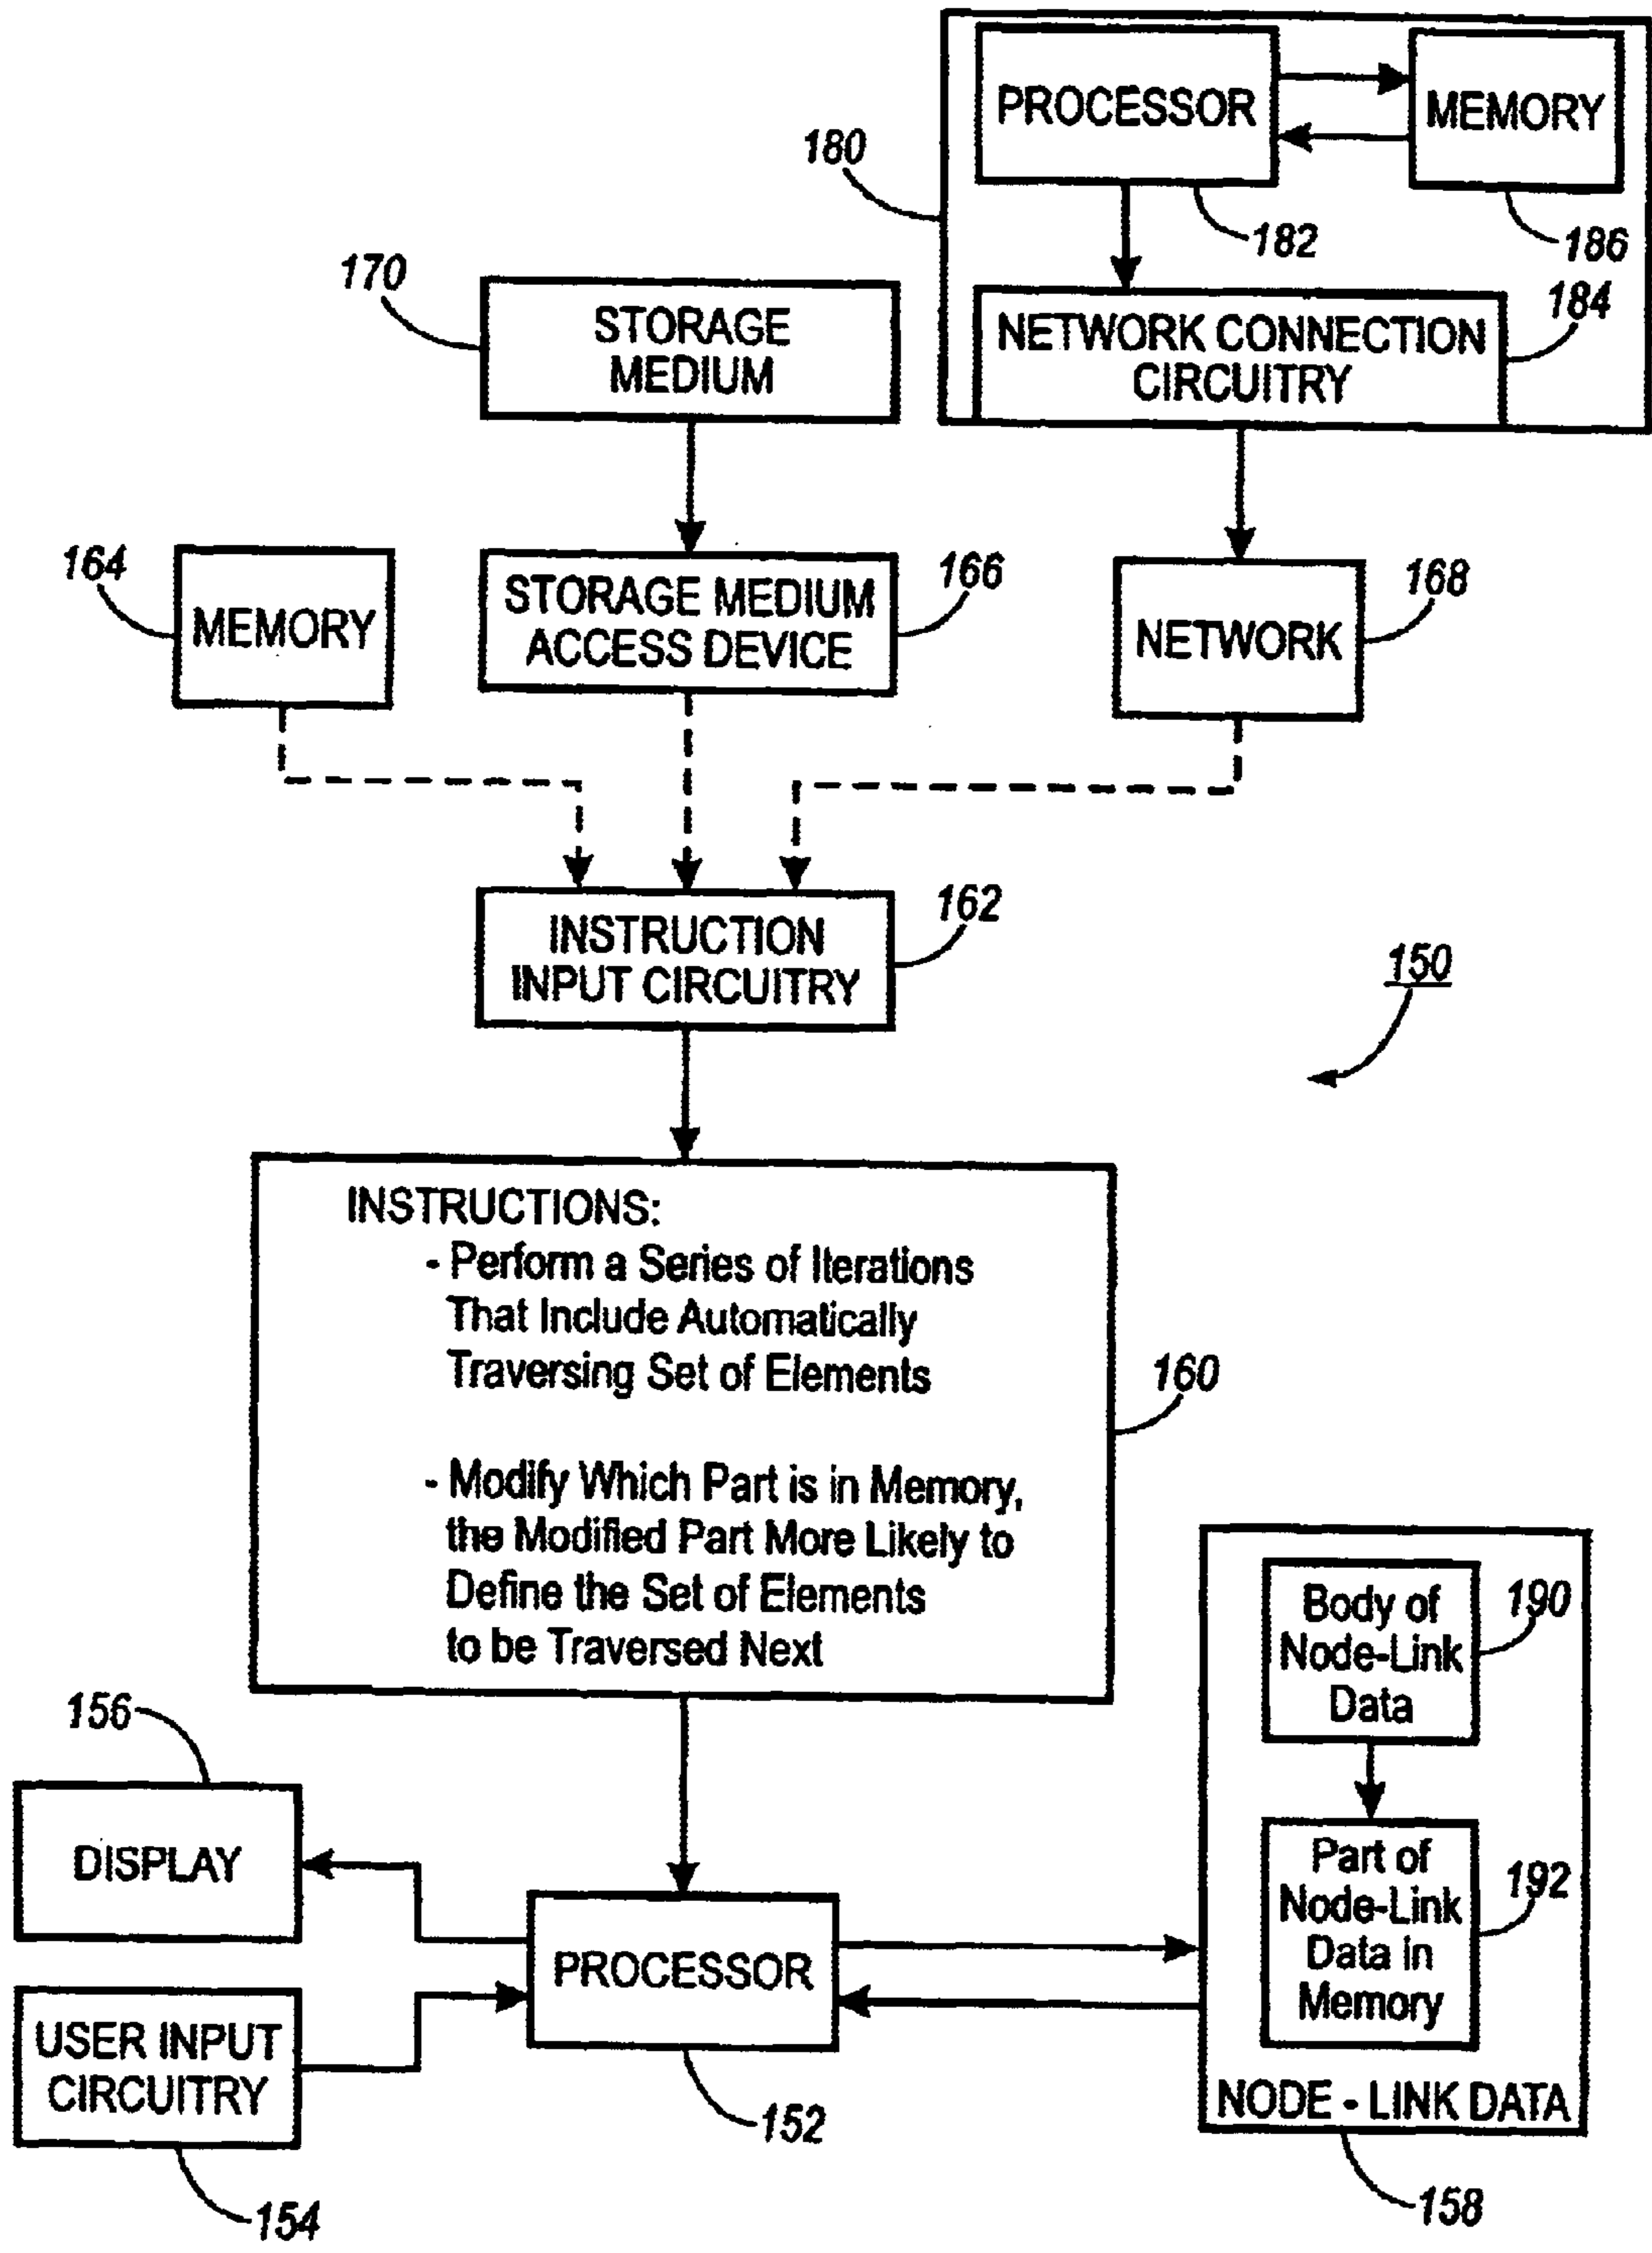 PROCESSOR
MEMORY
180
182
186
170
STORAGE
MEDIUM
184
NETWORK CONNECTION
CIRCUITRY
164
MEMORY
STORAGE MEDIUM
ACCESS DEVICE
166
168
NETWORK
INSTRUCTION
INPUT CIRCUITRY
162
150
INSTRUCTIONS:
- Perform a Series of Iterations
That Include Automatically
Traversing Set of Elements
160
- Modify Which Part is in Memory,
the Modified Part More Likely to
Define the Set of Elements
to be Traversed Next
Body of
Node-Link
Data
190
156
DISPLAY
Part of
Node-Link
Data in
Memory
192
PROCESSOR
USER INPUT
CIRCUITRY
NODE - LINK DATA
152
154
158